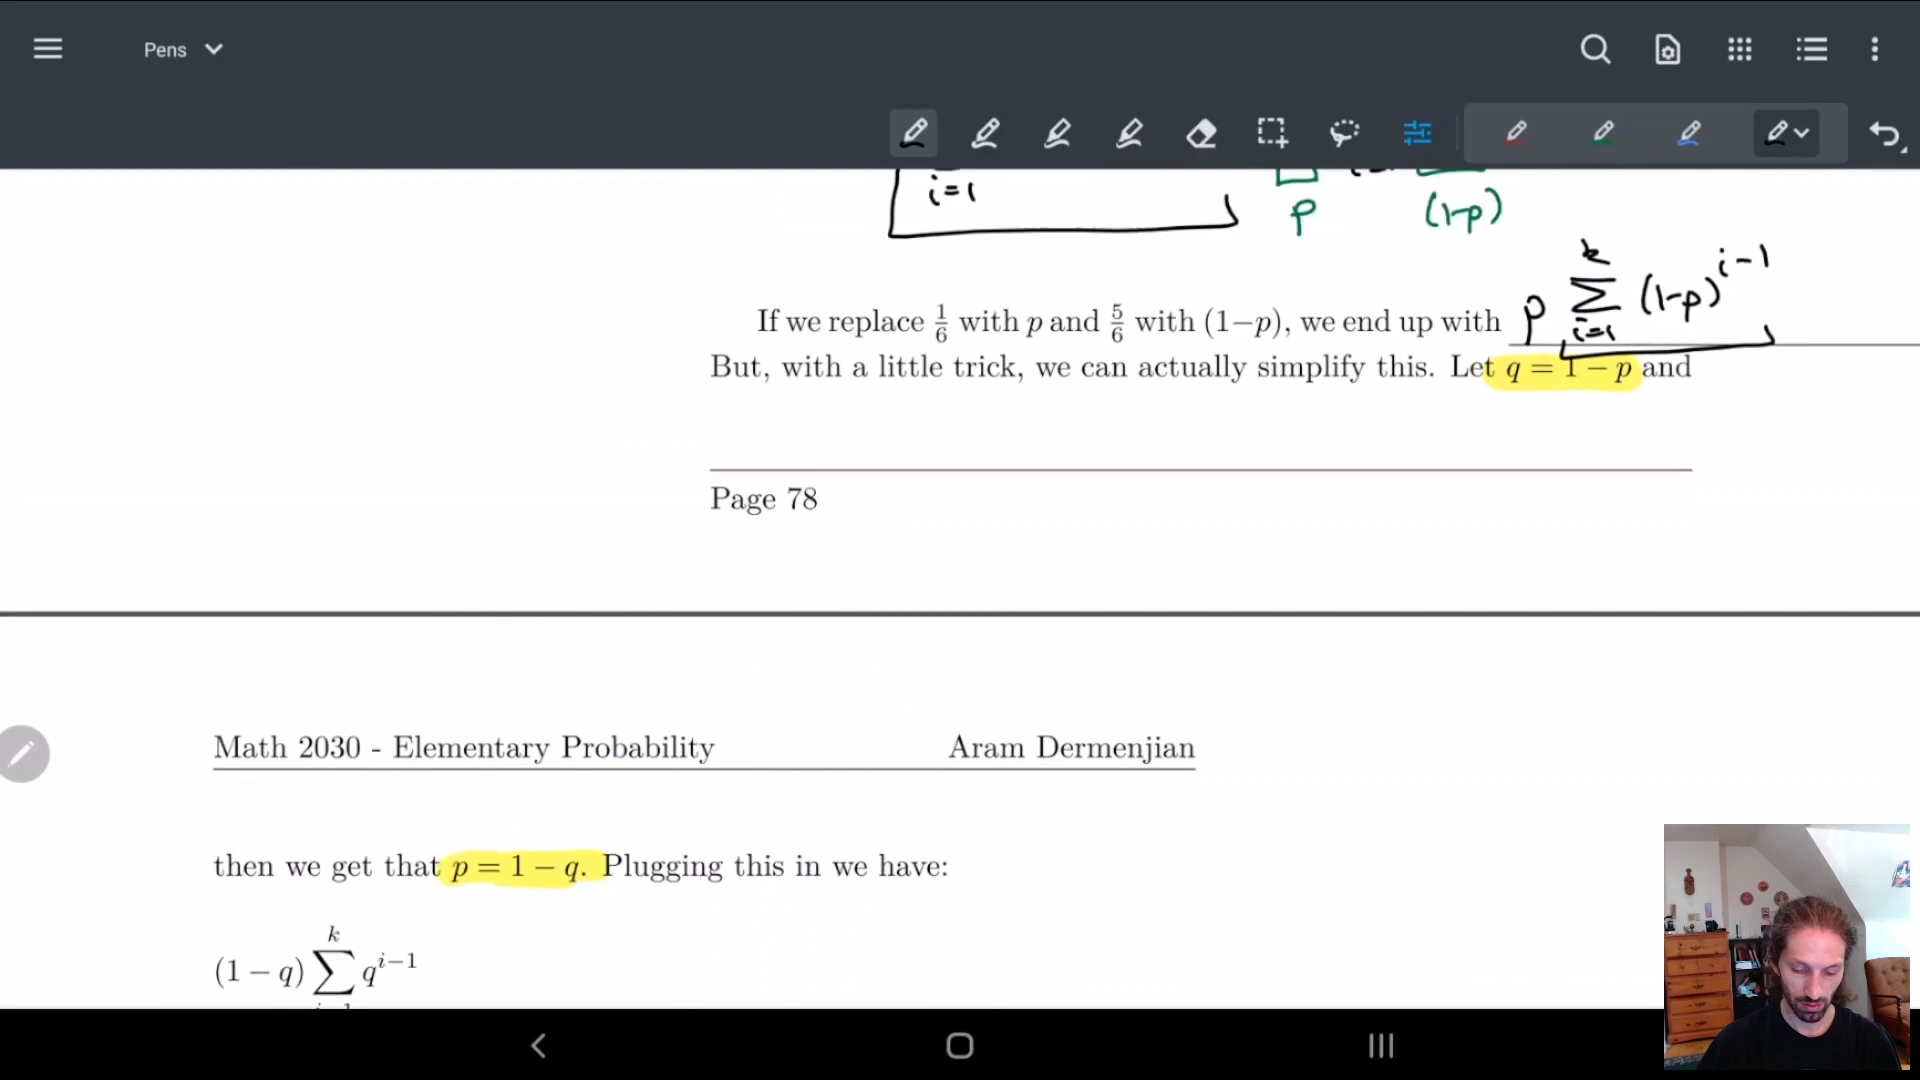 Pens
i=1
p
(1-p)
If we replace 1/6 with p and 5/6 with (1−p), we end up with p ∑_{i=1}^{k} (1-p)^{i-1}
But, with a little trick, we can actually simplify this. Let q = 1 − p and
Page 78
Math 2030 - Elementary Probability Aram Dermenjian
then we get that p = 1 − q. Plugging this in we have:
(1 − q) ∑^{k} q^{i−1}